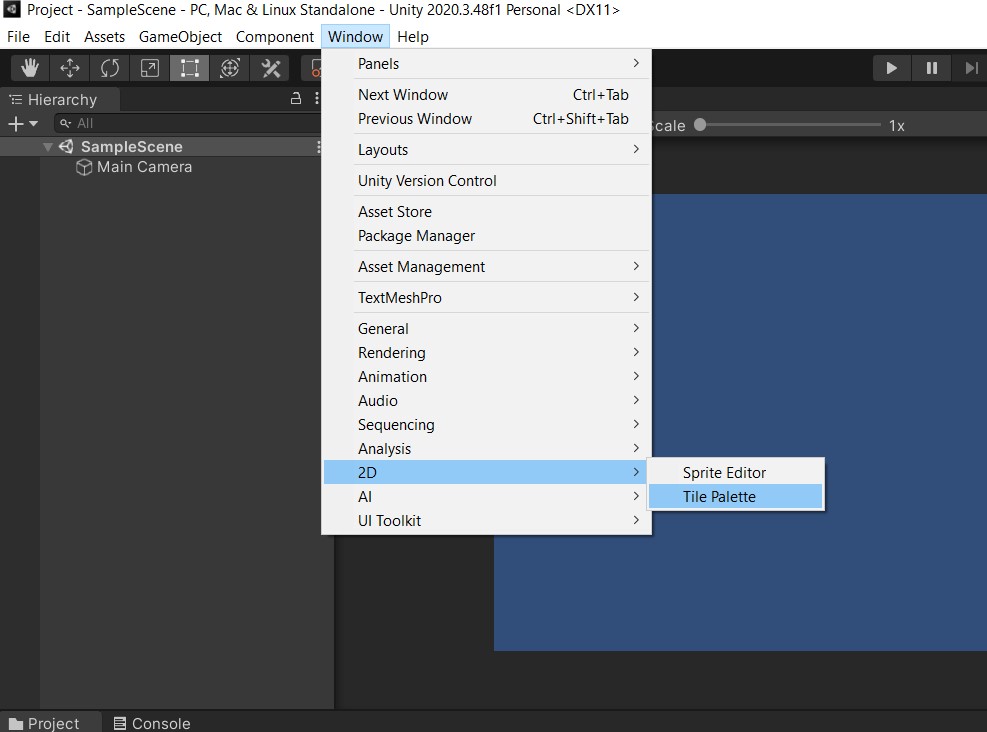 Project - SampleScene - PC, Mac & Linux Standalone - Unity 2020.3.48f1 Personal <DX11>
File Edit Assets GameObject Component Window Help
Hierarchy
All
SampleScene
Main Camera
Panels
Next Window Ctrl+Tab
Previous Window Ctrl+Shift+Tab
Layouts
Unity Version Control
Asset Store
Package Manager
Asset Management
TextMeshPro
General
Rendering
Animation
Audio
Sequencing
Analysis
2D
AI
UI Toolkit
Sprite Editor
Tile Palette
cale 1x
Project Console